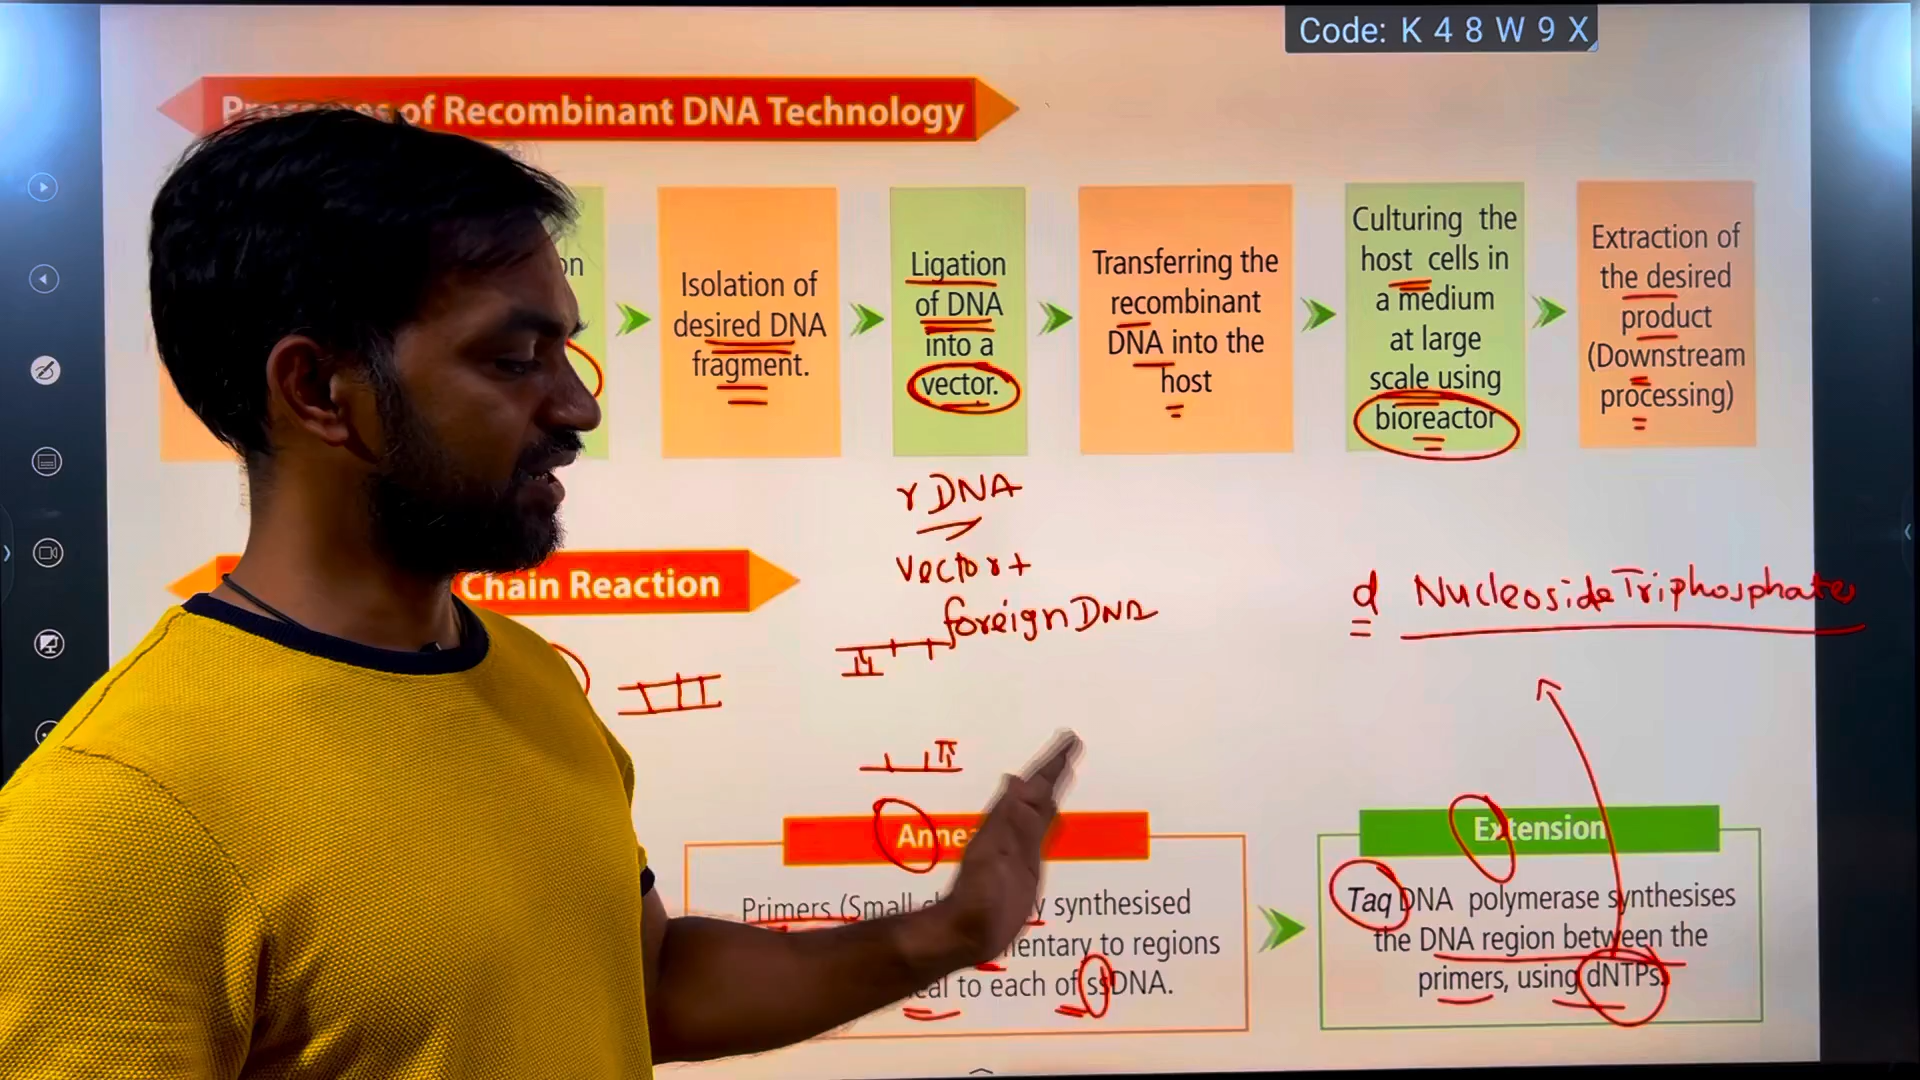 Code: K 4 8 W 9 X
of Recombinant DNA Technology
Isolation of
desired DNA
fragment.
Ligation
of DNA
into a
vector.
Transferring the
recombinant
DNA into the
host
Culturing the
host cells in
a medium
at large
scale using
bioreactor
Extraction of
the desired
product
(Downstream
processing)
r DNA
Vector +
foreign DNA
Chain Reaction
d Nucleoside Triphosphate
Primers (Small synthesised
to regions
to each of ssDNA.
Extension
Taq DNA polymerase synthesises
the DNA region between the
primers, using dNTPs.